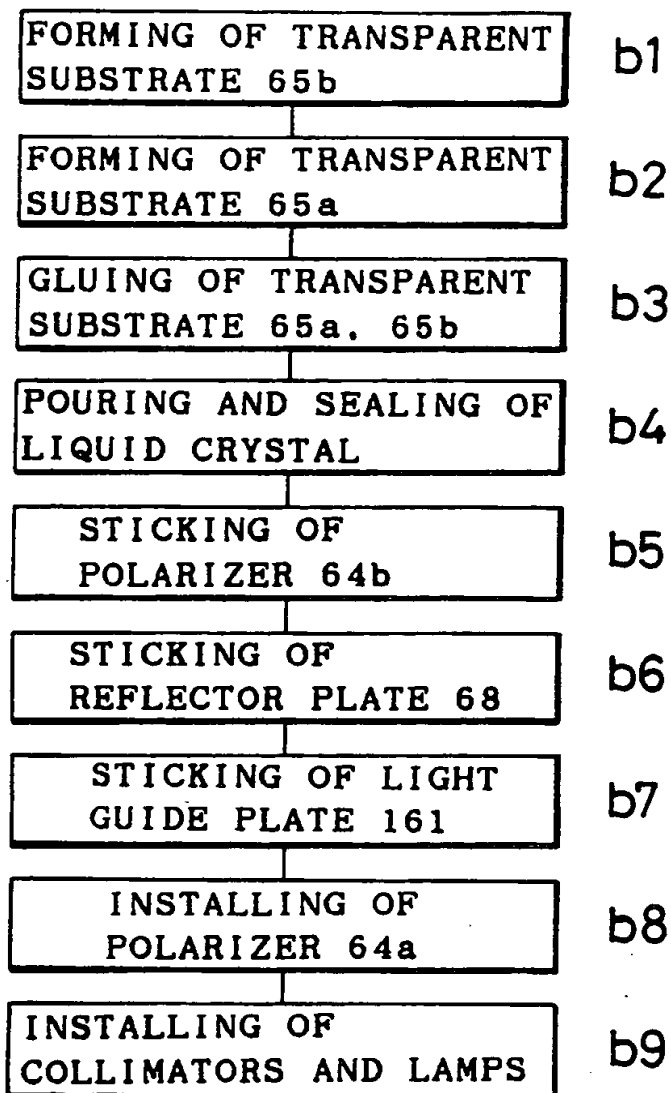 FORMING OF TRANSPARENT
SUBSTRATE 65b
b1
FORMING OF TRANSPARENT
SUBSTRATE 65a
b2
GLUING OF TRANSPARENT
SUBSTRATE 65a. 65b
b3
POURING AND SEALING OF
LIQUID CRYSTAL
b4
STICKING OF
POLARIZER 64b
b5
STICKING OF
REFLECTOR PLATE 68
b6
STICKING OF LIGHT
GUIDE PLATE 161
b7
INSTALLING OF
POLARIZER 64a
b8
INSTALLING OF
COLLIMATORS AND LAMPS
b9